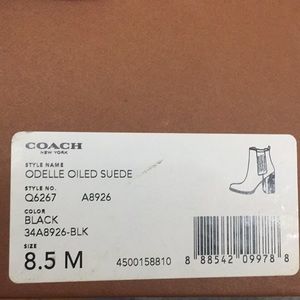 COACH
NEW YORK
STYLE NAME
ODELLE OILED SUEDE
STYLE NO.
Q6267 A8926
COLOR
BLACK
34A8926-BLK
SIZE
8.5 M 4500158810 8 88542 09978 8